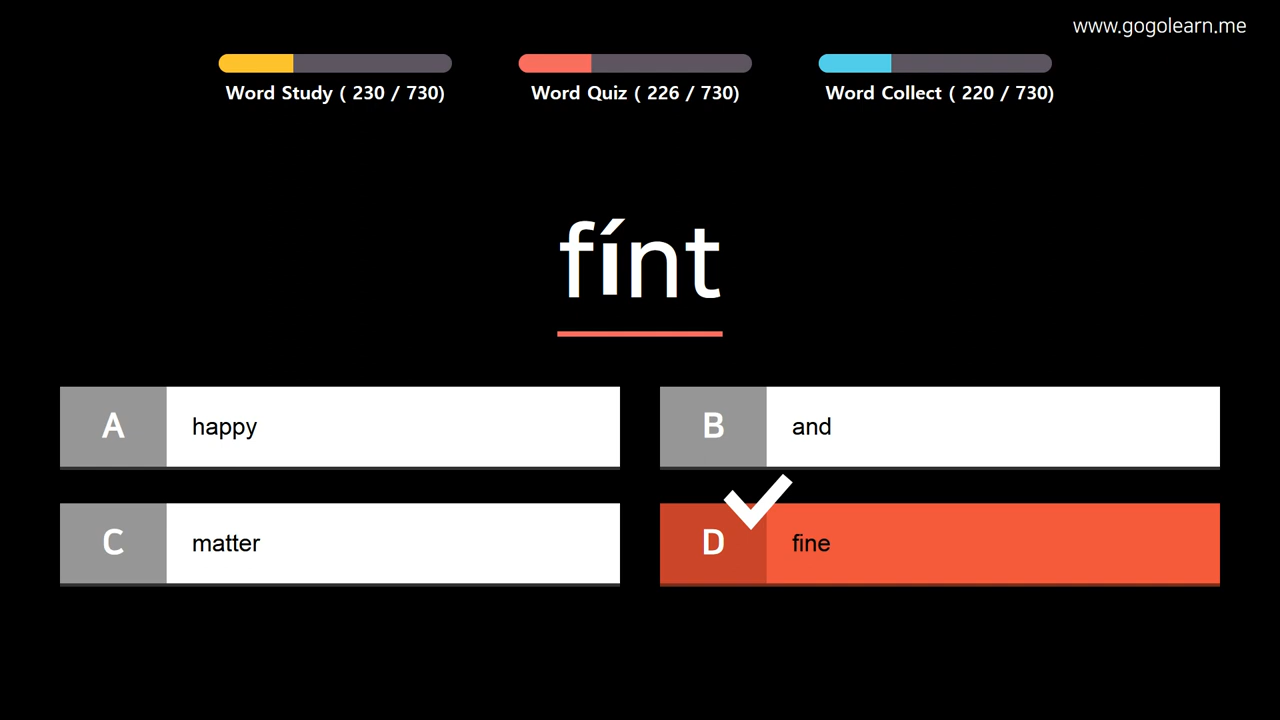 www.gogolearn.me
Word Study ( 230 / 730)
Word Quiz ( 226 / 730)
Word Collect ( 220 / 730)
fínt
A happy
B and
C matter
D fine